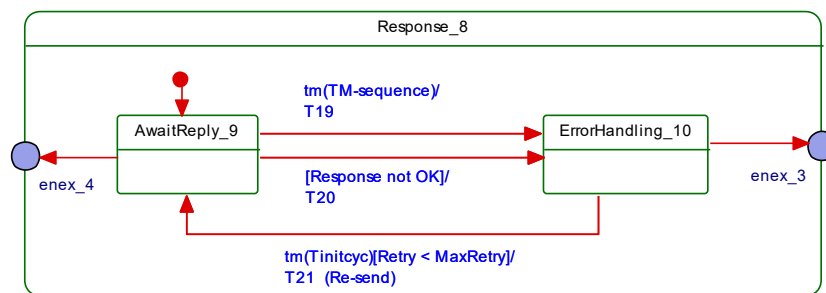 Response_8
tm(TM-sequence)/
T19
AwaitReply_9
ErrorHandling_10
[Response not OK]/
T20
enex_4
enex_3
tm(Tinitcyc)[Retry < MaxRetry]/
T21 (Re-send)